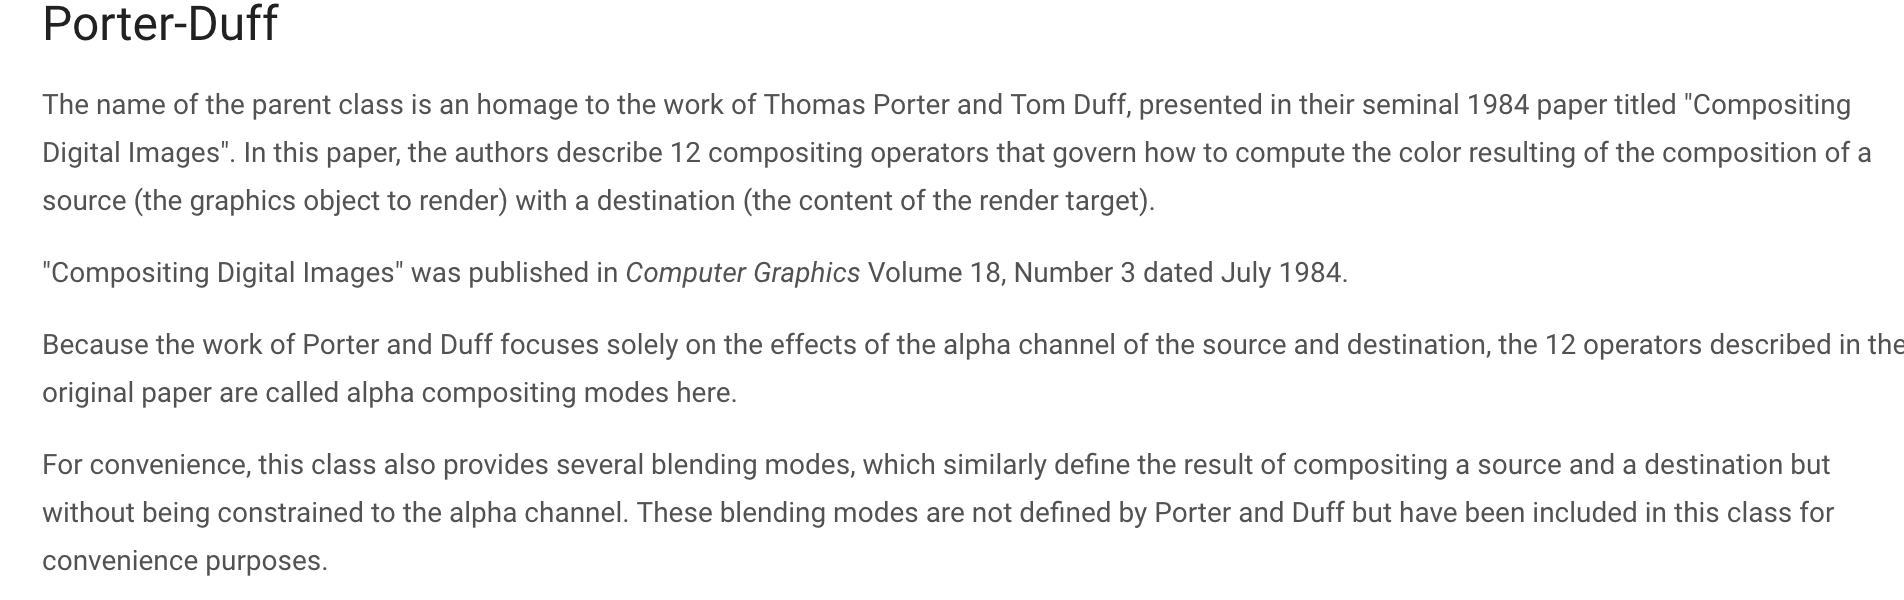 Porter-Duff
The name of the parent class is an homage to the work of Thomas Porter and Tom Duff, presented in their seminal 1984 paper titled "Compositing
Digital Images". In this paper, the authors describe 12 compositing operators that govern how to compute the color resulting of the composition of a
source (the graphics object to render) with a destination (the content of the render target).
"Compositing Digital Images" was published in Computer Graphics Volume 18, Number 3 dated July 1984.
Because the work of Porter and Duff focuses solely on the effects of the alpha channel of the source and destination, the 12 operators described in the
original paper are called alpha compositing modes here.
For convenience, this class also provides several blending modes, which similarly define the result of compositing a source and a destination but
without being constrained to the alpha channel. These blending modes are not defined by Porter and Duff but have been included in this class for
convenience purposes.